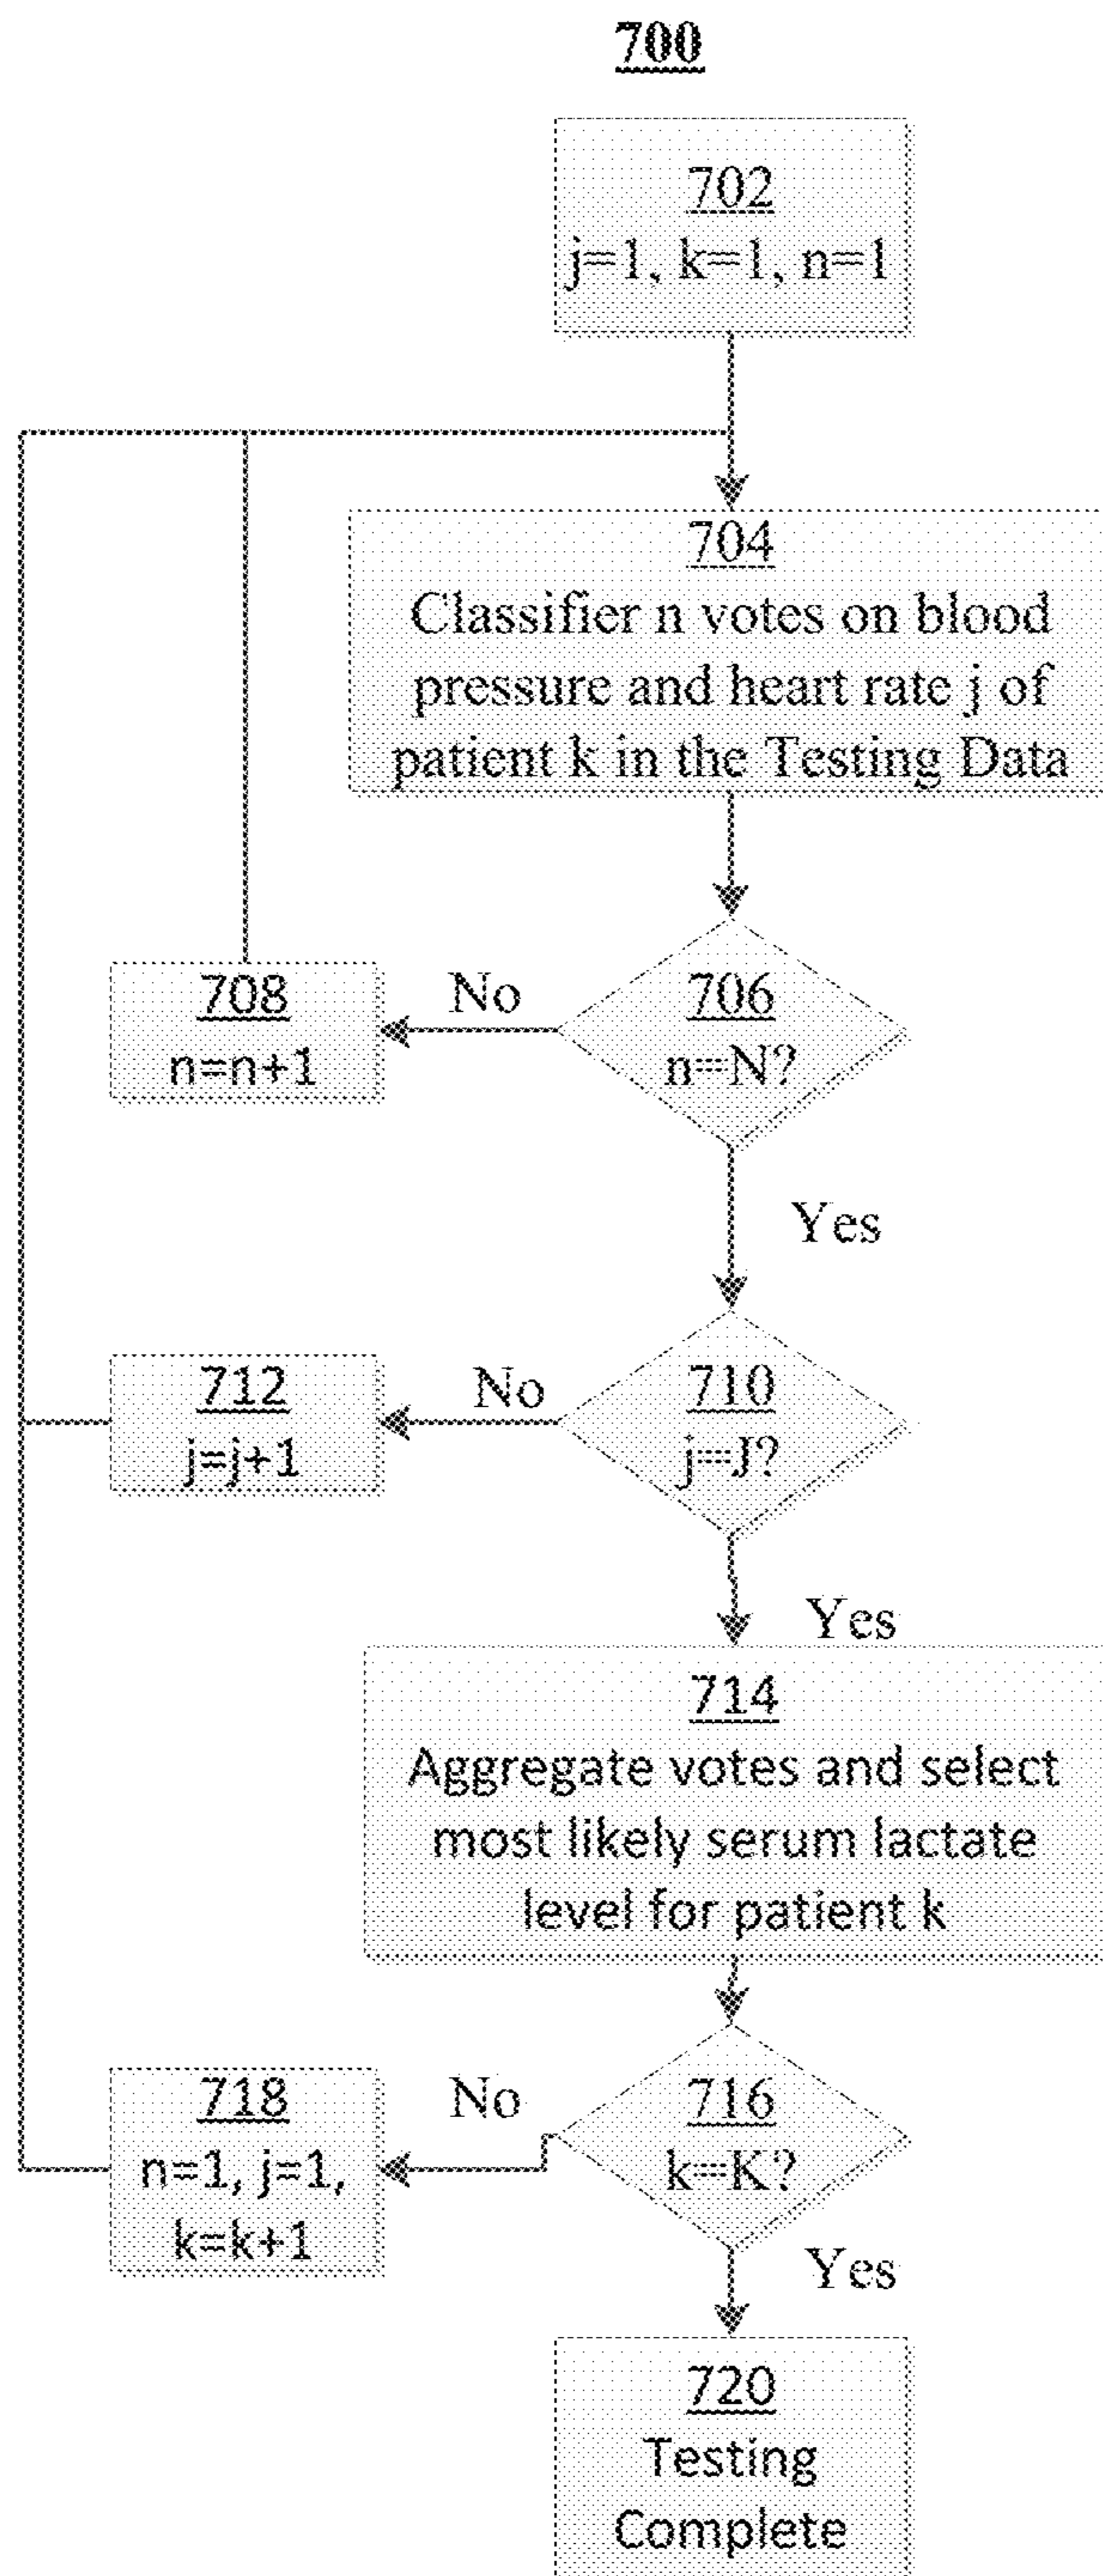 700
702
j=1, k=1, n=1
704
Classifier n votes on blood
pressure and heart rate j of
patient k in the Testing Data
706
n=N?
No
708
n=n+1
Yes
710
j=J?
No
712
j=j+1
Yes
714
Aggregate votes and select
most likely serum lactate
level for patient k
716
k=K?
No
718
n=1, j=1,
k=k+1
Yes
720
Testing
Complete